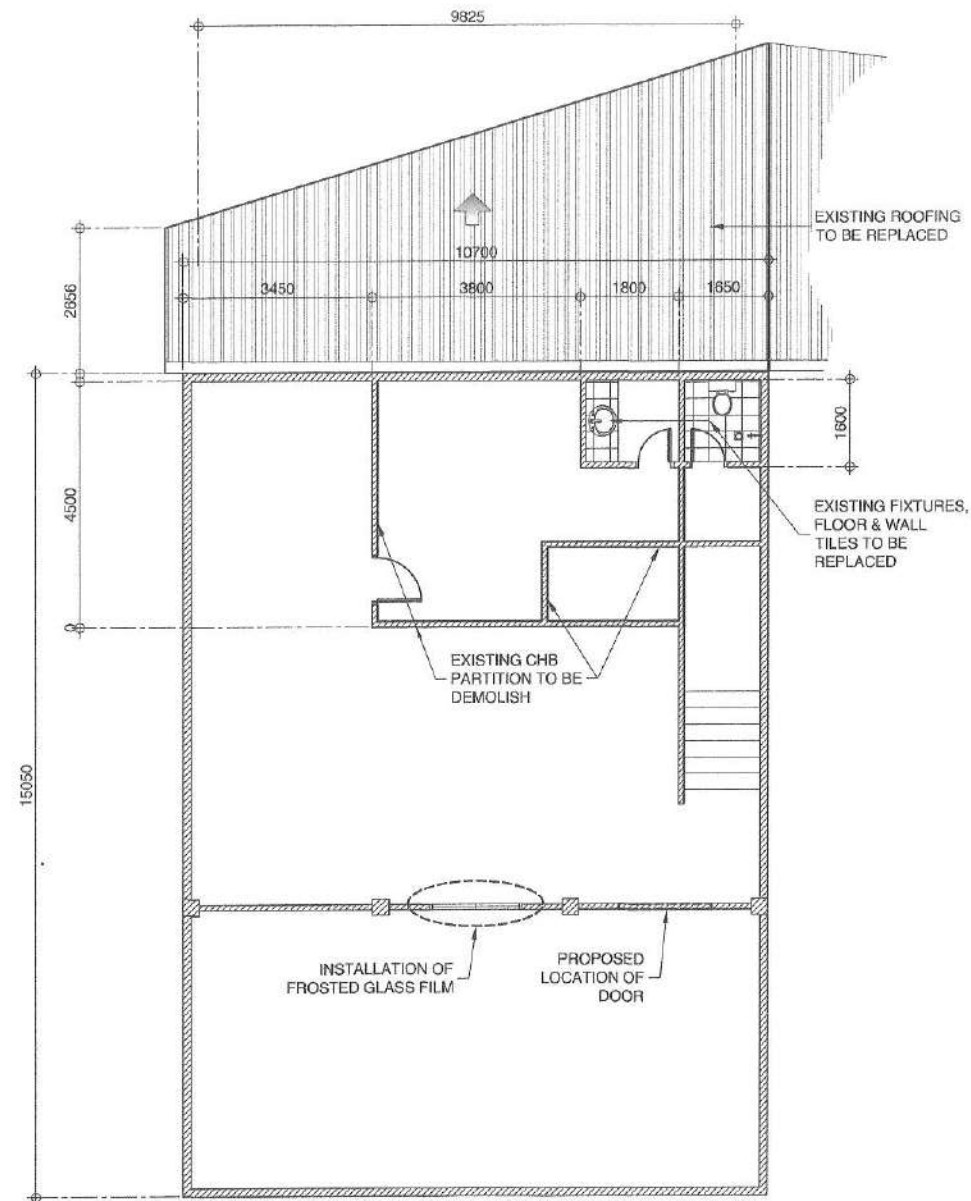 9825
EXISTING ROOFING
TO BE REPLACED
10700
3450
3800
1800
1650
2656
1600
4500
EXISTING FIXTURES,
FLOOR & WALL
TILES TO BE
REPLACED
EXISTING CHB
PARTITION TO BE
DEMOLISH
15050
INSTALLATION OF
FROSTED GLASS FILM
PROPOSED
LOCATION OF
DOOR